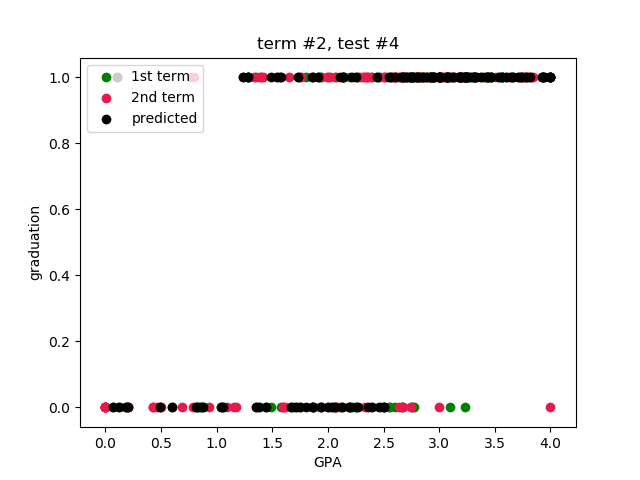 term #2, test #4
1st term
2nd term
predicted
graduation
1.0
0.8
0.6
0.4
0.2
0.0
0.0 0.5 1.0 1.5 2.0 2.5 3.0 3.5 4.0
GPA